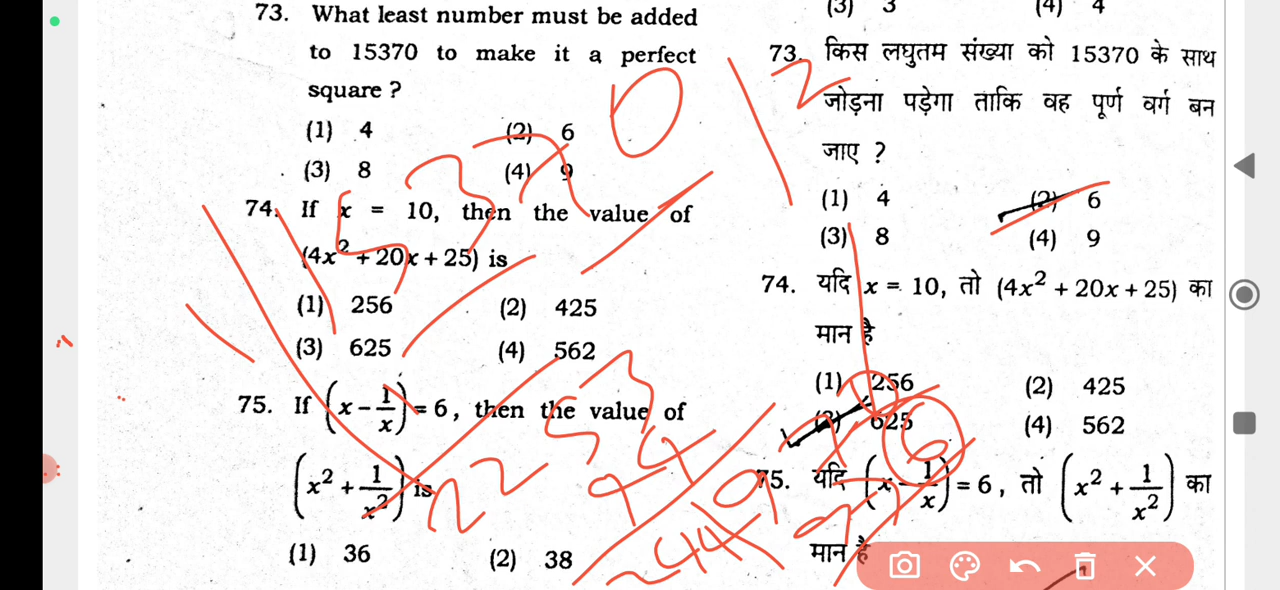 73. What least number must be added
to 15370 to make it a perfect
square ?
(1) 4 (2) 6
(3) 8 (4) 9
74. If x = 10, then the value of
(4x² + 20x + 25) is
(1) 256 (2) 425
(3) 625 (4) 562
75. If (x - 1/x) = 6, then the value of
(x² + 1/x²) is
(1) 36 (2) 38
(3) 3 (4) 4
73. किस लघुतम संख्या को 15370 के साथ
जोड़ना पड़ेगा ताकि वह पूर्ण वर्ग बन
जाए ?
(1) 4 (2) 6
(3) 8 (4) 9
74. यदि x = 10, तो (4x² + 20x + 25) का
मान है
(1) 256 (2) 425
(3) 625 (4) 562
75. यदि (x - 1/x) = 6, तो (x² + 1/x²) का
मान है